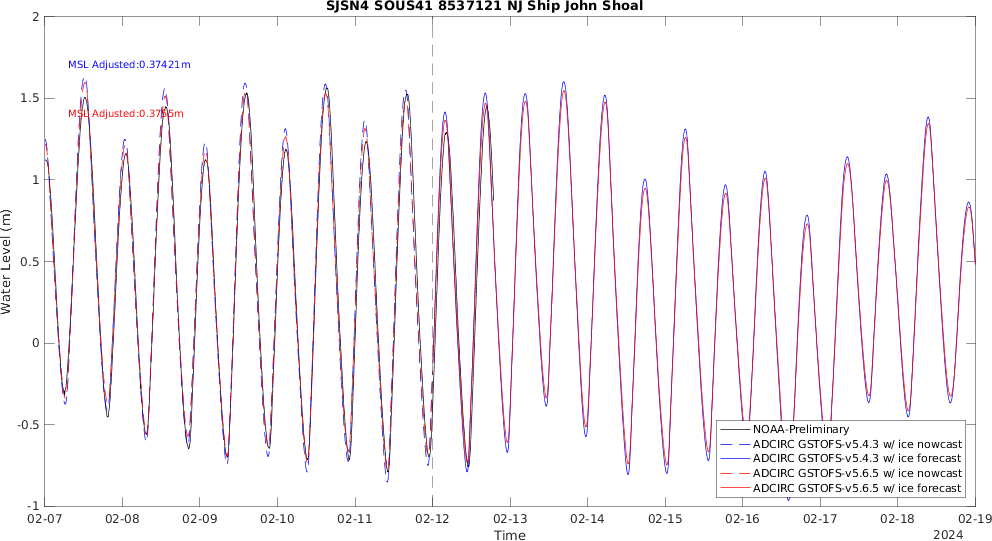 SJSN4 SOUS41 8537121 NJ Ship John Shoal
2
1.5
1
0.5
0
-0.5
-1
Water Level (m)
MSL Adjusted:0.37421m
MSL Adjusted:0.3755m
NOAA-Preliminary
ADCIRC GSTOFS-v5.4.3 w/ ice nowcast
ADCIRC GSTOFS-v5.4.3 w/ ice forecast
ADCIRC GSTOFS-v5.6.5 w/ ice nowcast
ADCIRC GSTOFS-v5.6.5 w/ ice forecast
02-07 02-08 02-09 02-10 02-11 02-12 02-13 02-14 02-15 02-16 02-17 02-18 02-19
Time
2024